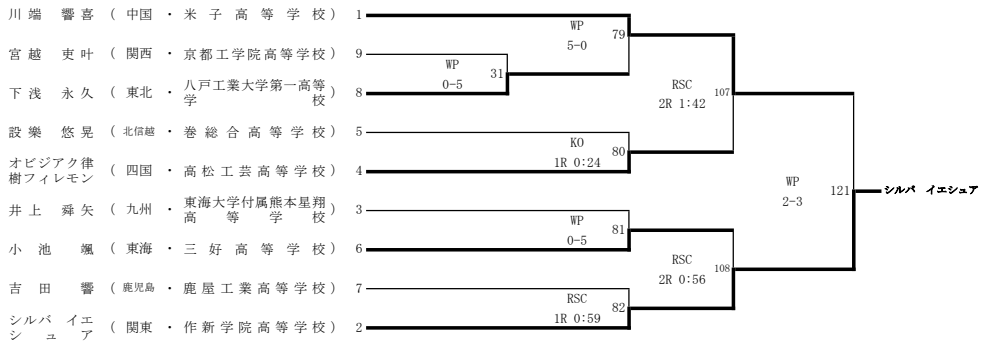 川端 響喜 ( 中国 ・ 米子高等学校 ) 1
宮越 吏叶 ( 関西 ・ 京都工学院高等学校 ) 9
下浅 永久 ( 東北 ・ 八戸工業大学第一高等学校 ) 8
設樂 悠晃 ( 北信越 ・ 巻総合高等学校 ) 5
オビジアク律樹フィレモン ( 四国 ・ 高松工芸高等学校 ) 4
井上 舜矢 ( 九州 ・ 東海大学付属熊本星翔高等学校 ) 3
小池 颯 ( 東海 ・ 三好高等学校 ) 6
吉田 響 ( 鹿児島 ・ 鹿屋工業高等学校 ) 7
シルバ イエシュア ( 関東 ・ 作新学院高等学校 ) 2
WP
0-5
31
WP
5-0
79
KO
1R 0:24
80
WP
0-5
81
RSC
1R 0:59
82
RSC
2R 1:42
107
RSC
2R 0:56
108
WP
2-3
121
シルバ イエシュア